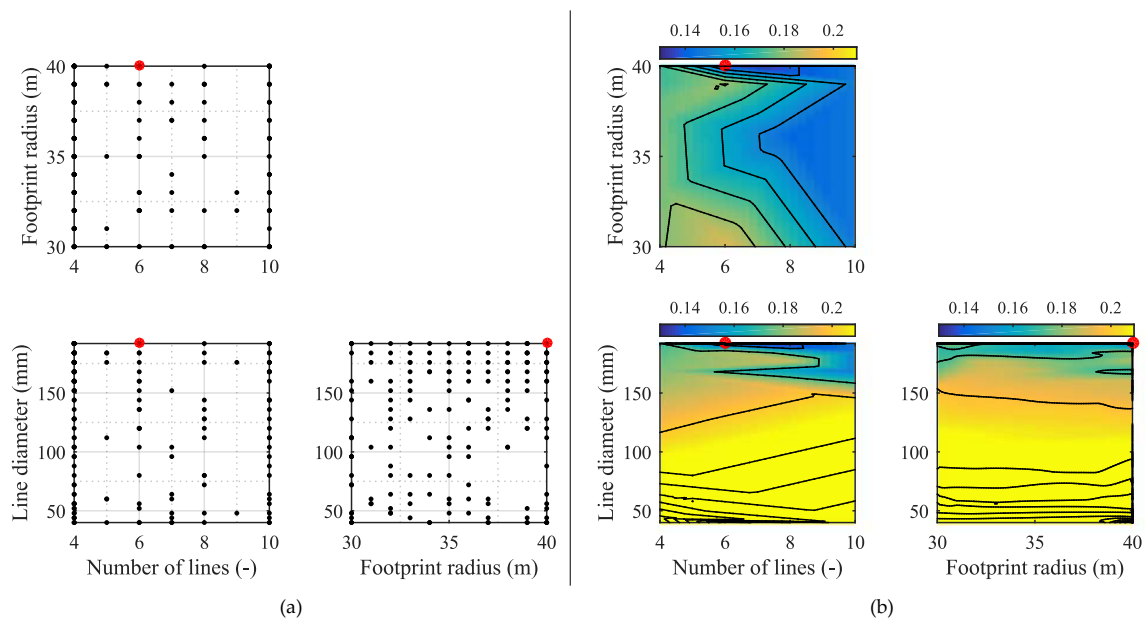 0.14 0.16 0.18 0.2
40
35
30
Footprint radius (m)
4 6 8 10
40
35
30
Footprint radius (m)
4 6 8 10
0.14 0.16 0.18 0.2
0.14 0.16 0.18 0.2
150
100
50
Line diameter (mm)
4 6 8 10
Number of lines (-)
30 35 40
Footprint radius (m)
150
100
50
Line diameter (mm)
4 6 8 10
Number of lines (-)
150
100
50
30 35 40
Footprint radius (m)
(a)
(b)